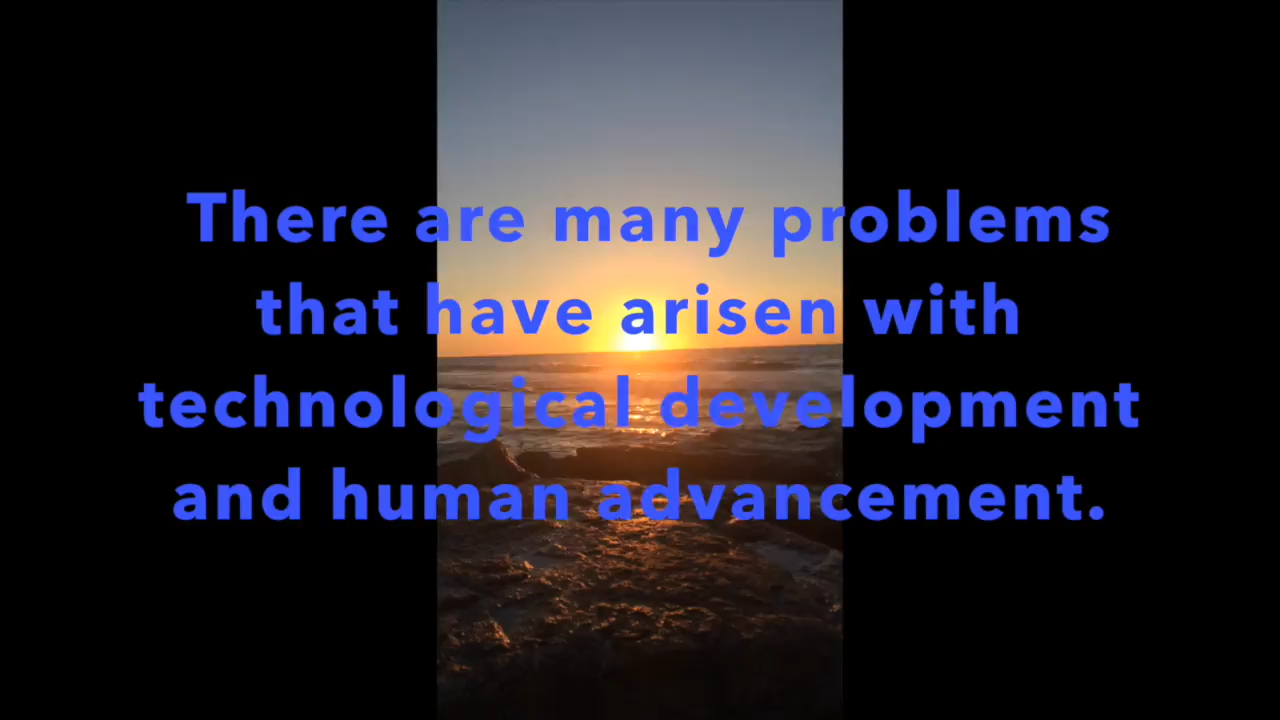 There are many problems
that have arisen with
technological development
and human advancement.